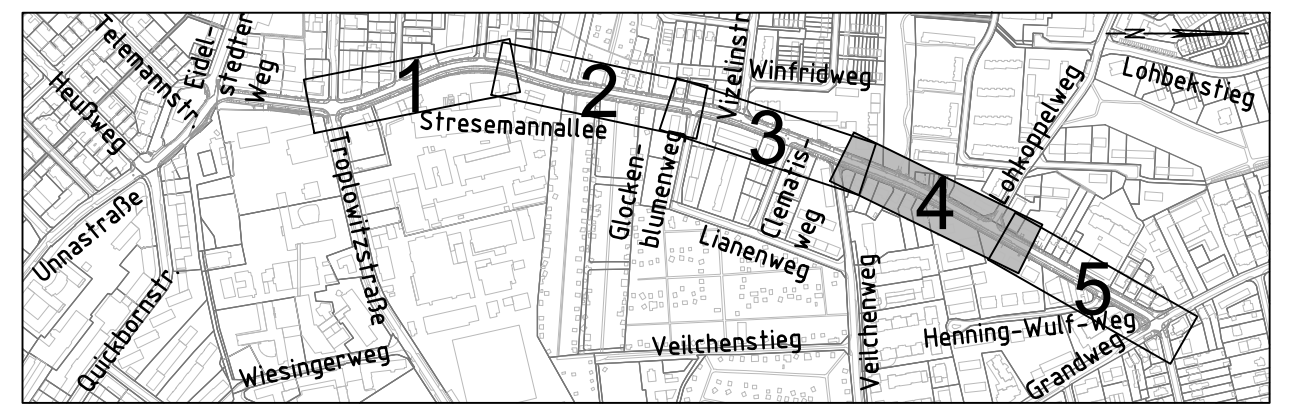 Telemannstr.
Heußweg
Eidel-
stedter
Weg
Unnastraße
Quickbornstr.
Wiesingerweg
Troplowitzstraße
1
Stresemannallee
2
Glocken-
blumenweg
Vizelinstr
Winfridweg
3
Clematis-
weg
Lianenweg
Veilchenstieg
Veilchenweg
4
Lohkoppelweg
Lohbekstieg
N
5
Henning-Wulf-Weg
Grandweg